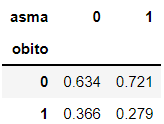 asma 0 1
obito
0 0.634 0.721
1 0.366 0.279